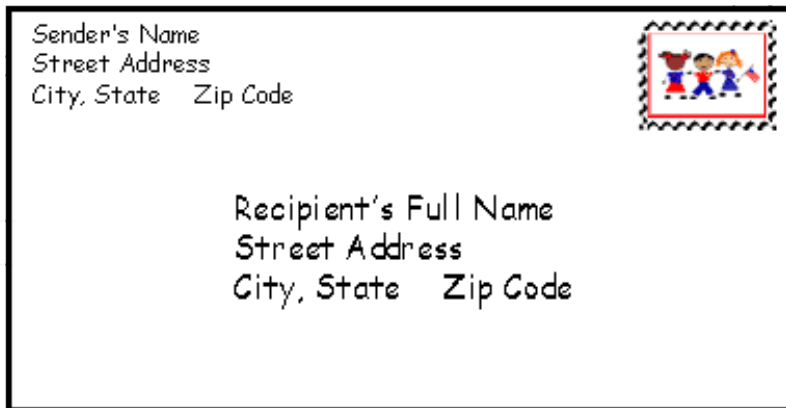 Sender's Name
Street Address
City, State Zip Code
Recipient's Full Name
Street Address
City, State Zip Code